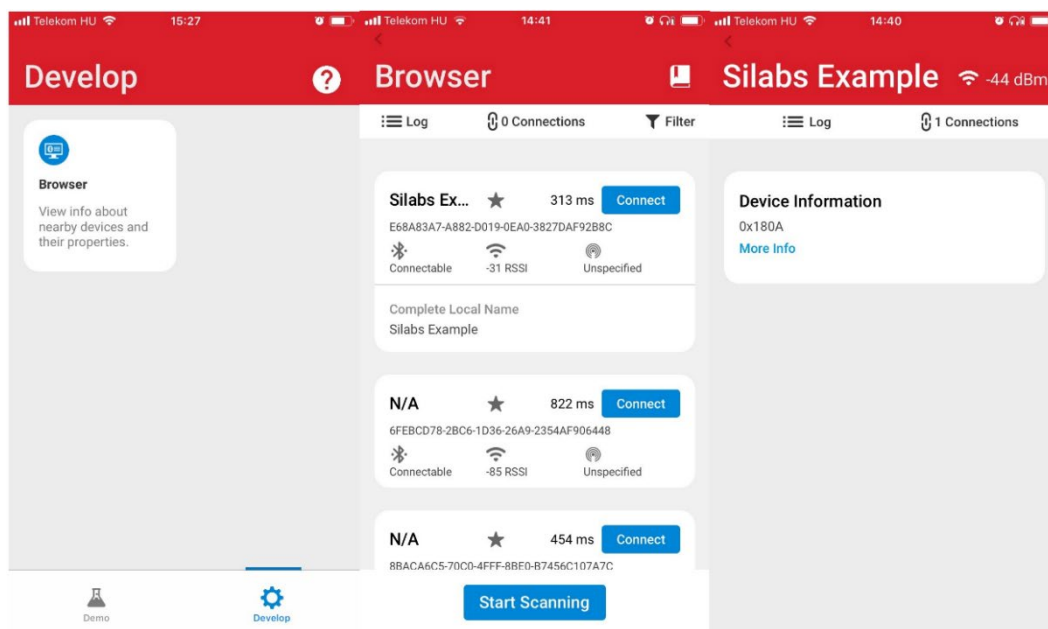 Telekom HU
15:27
Develop
?
Browser
View info about
nearby devices and
their properties.
Demo
Develop
Telekom HU
14:41
Browser
Log
0 Connections
Filter
Silabs Ex...
313 ms
Connect
E68A83A7-A882-D019-0EA0-3827DAF92B8C
Connectable
-31 RSSI
Unspecified
Complete Local Name
Silabs Example
N/A
822 ms
Connect
6FEBCD78-2BC6-1D36-26A9-2354AF906448
Connectable
-85 RSSI
Unspecified
N/A
454 ms
Connect
8BACA6C5-70C0-4FFF-8BE0-B7456C107A7C
Start Scanning
Telekom HU
14:40
Silabs Example
-44 dBm
Log
1 Connections
Device Information
0x180A
More Info